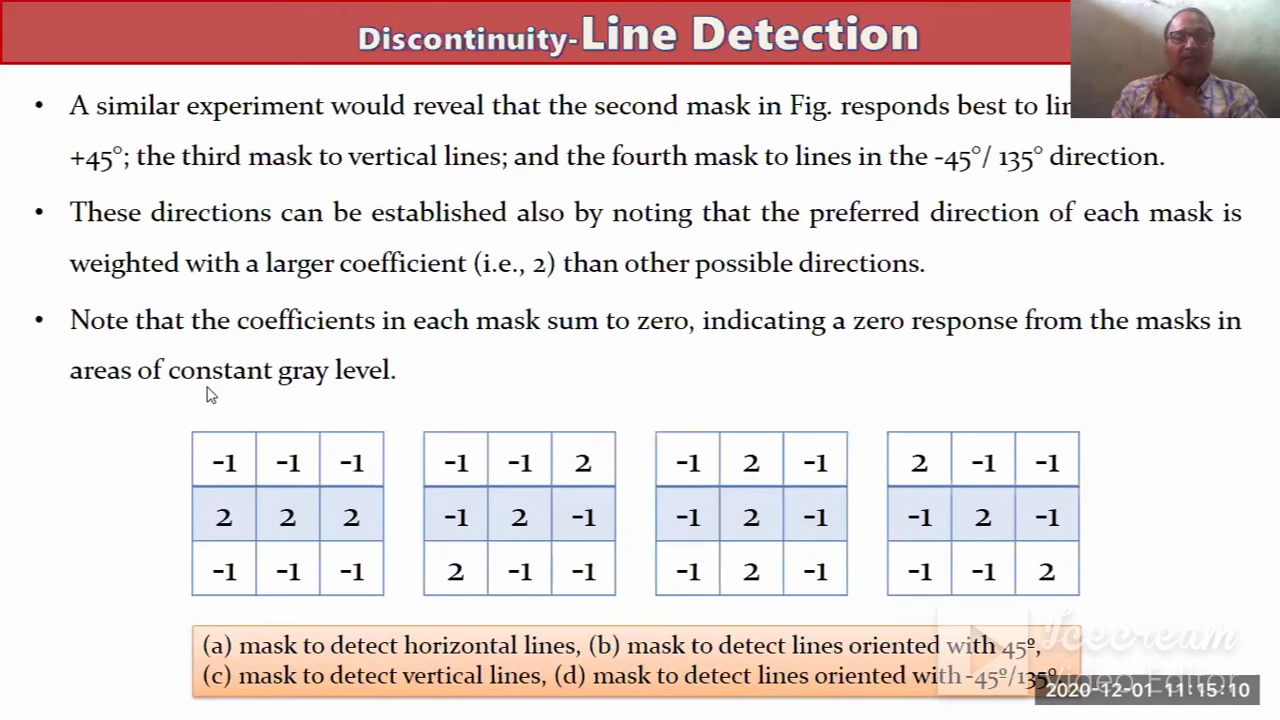 Discontinuity-Line Detection
• A similar experiment would reveal that the second mask in Fig. responds best to
+45°; the third mask to vertical lines; and the fourth mask to lines in the -45°/ 135° direction.
• These directions can be established also by noting that the preferred direction of each mask is
weighted with a larger coefficient (i.e., 2) than other possible directions.
• Note that the coefficients in each mask sum to zero, indicating a zero response from the masks in
areas of constant gray level.
-1 -1 -1 -1 -1 2 -1 2 -1 2 -1 -1
2 2 2 -1 2 -1 -1 2 -1 -1 2 -1
-1 -1 -1 2 -1 -1 -1 2 -1 -1 -1 2
(a) mask to detect horizontal lines, (b) mask to detect lines oriented with 45º,
(c) mask to detect vertical lines, (d) mask to detect lines oriented with -45º/135º
Icecream
Video Editor
2020-12-01 11:15:10